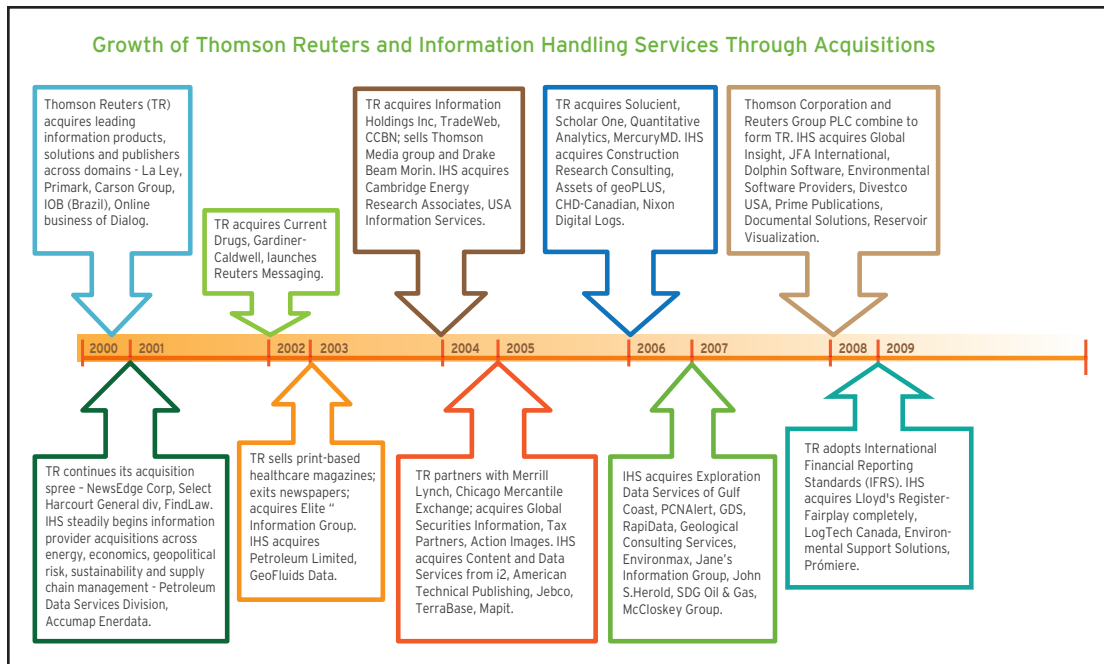 Growth of Thomson Reuters and Information Handling Services Through Acquisitions
Thomson Reuters (TR)
acquires leading
information products,
solutions and publishers
across domains - La Ley,
Primark, Carson Group,
IOB (Brazil), Online
business of Dialog.
TR acquires Current
Drugs, Gardiner-
Caldwell, launches
Reuters Messaging.
TR acquires Information
Holdings Inc, TradeWeb,
CCBN; sells Thomson
Media group and Drake
Beam Morin. IHS acquires
Cambridge Energy
Research Associates, USA
Information Services.
TR acquires Solucient,
Scholar One, Quantitative
Analytics, MercuryMD. IHS
acquires Construction
Research Consulting,
Assets of geoPLUS,
CHD-Canadian, Nixon
Digital Logs.
Thomson Corporation and
Reuters Group PLC combine to
form TR. IHS acquires Global
Insight, JFA International,
Dolphin Software, Environmental
Software Providers, Divestco
USA, Prime Publications,
Documental Solutions, Reservoir
Visualization.
2000 2001 2002 2003 2004 2005 2006 2007 2008 2009
TR continues its acquisition
spree – NewsEdge Corp, Select
Harcourt General div, FindLaw.
IHS steadily begins information
provider acquisitions across
energy, economics, geopolitical
risk, sustainability and supply
chain management - Petroleum
Data Services Division,
Accumap Enerdata.
TR sells print-based
healthcare magazines;
exits newspapers;
acquires Elite “
Information Group.
IHS acquires
Petroleum Limited,
GeoFluids Data.
TR partners with Merrill
Lynch, Chicago Mercantile
Exchange; acquires Global
Securities Information, Tax
Partners, Action Images. IHS
acquires Content and Data
Services from i2, American
Technical Publishing, Jebco,
TerraBase, Mapit.
IHS acquires Exploration
Data Services of Gulf
Coast, PCNAlert, GDS,
RapiData, Geological
Consulting Services,
Environmax, Jane’s
Information Group, John
S.Herold, SDG Oil & Gas,
McCloskey Group.
TR adopts International
Financial Reporting
Standards (IFRS). IHS
acquires Lloyd's Register-
Fairplay completely,
LogTech Canada, Environ-
mental Support Solutions,
Prómiere.